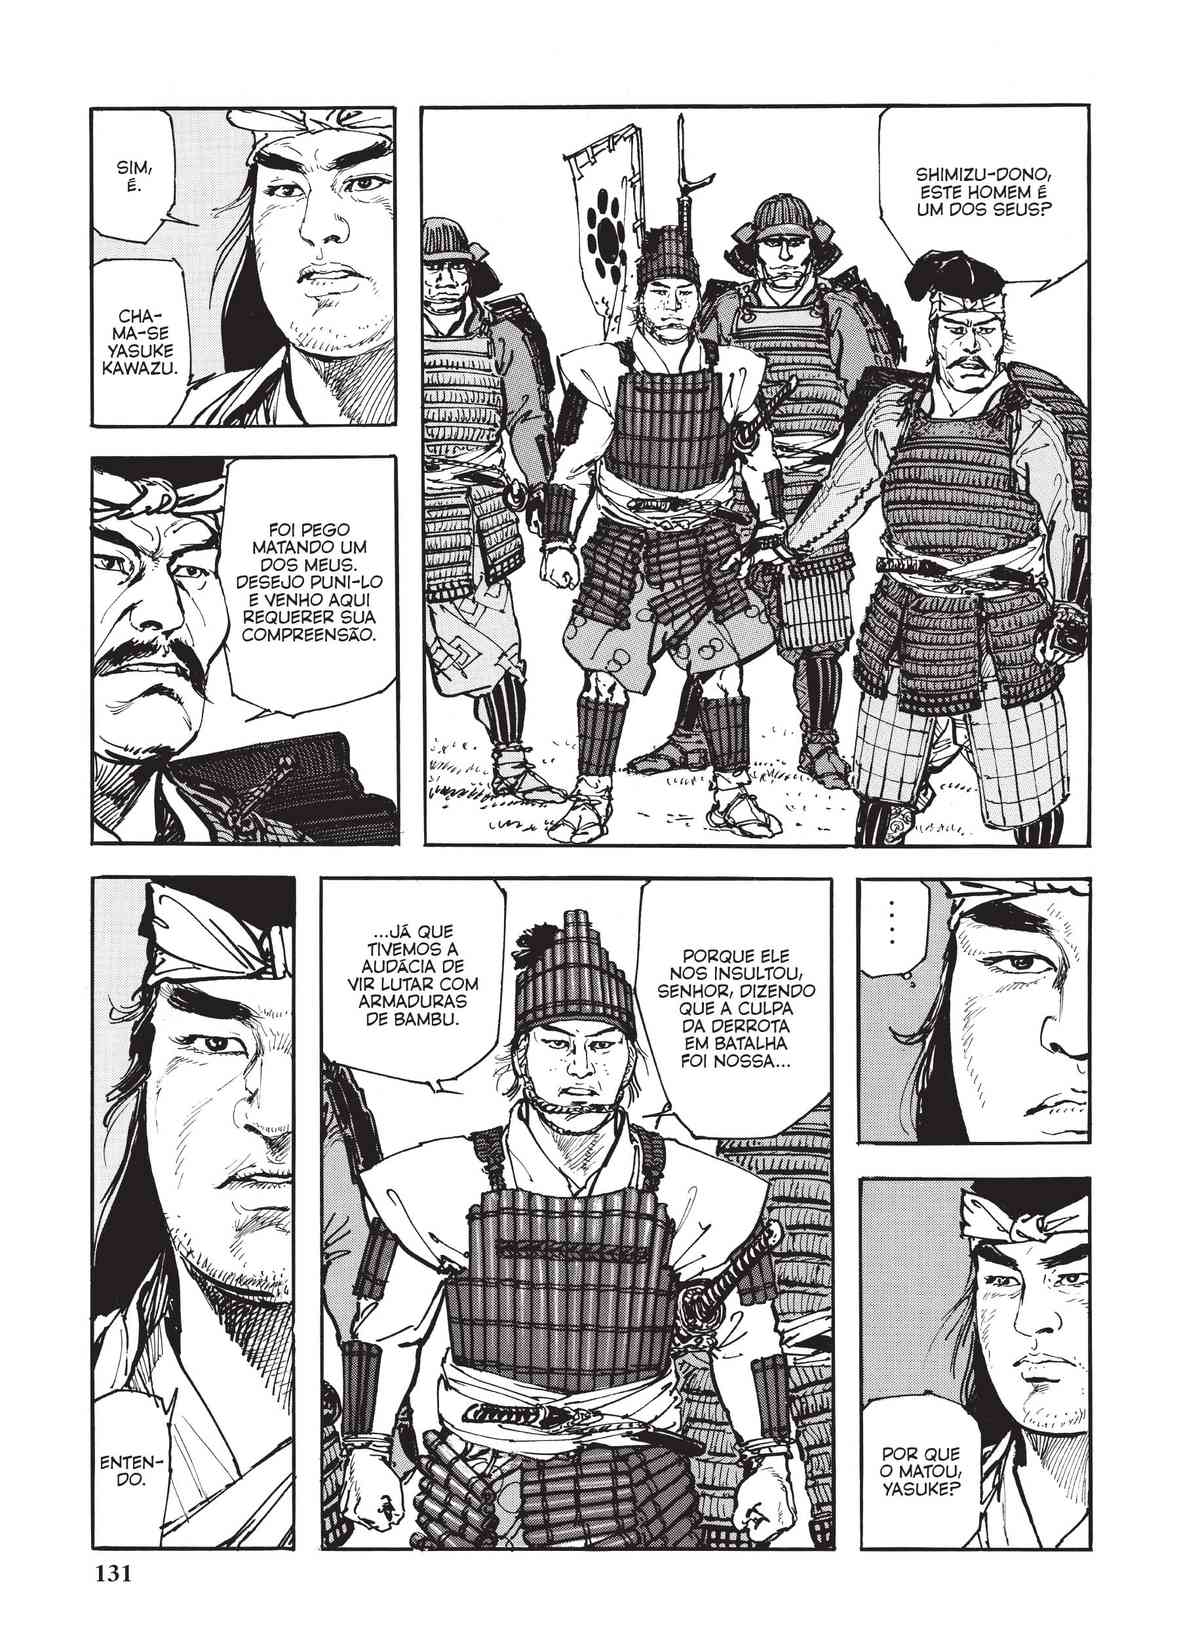 SHIMIZU-DONO,
ESTE HOMEM É
UM DOS SEUS?
SIM,
É.
CHA-
MA-SE
YASUKE
KAWAZU.
FOI PEGO
MATANDO UM
DOS MEUS.
DESEJO PUNI-LO
E VENHO AQUI
REQUERER SUA
COMPREENSÃO.
....
POR QUE
O MATOU,
YASUKE?
PORQUE ELE
NOS INSULTOU,
SENHOR, DIZENDO
QUE A CULPA
DA DERROTA
EM BATALHA
FOI NOSSA...
...JÁ QUE
TIVEMOS A
AUDÁCIA DE
VIR LUTAR COM
ARMADURAS
DE BAMBU.
ENTEN-
DO.
131